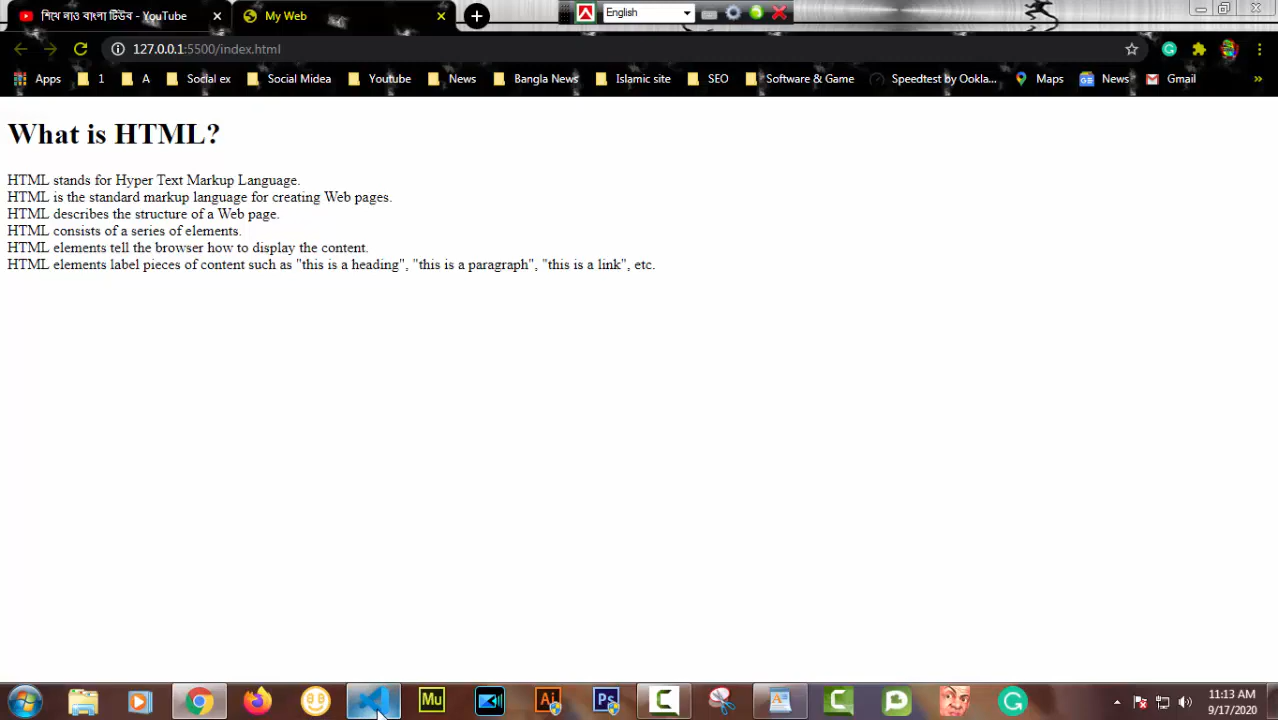 শিখে নাও বাংলা টিউব - YouTube
My Web
English
127.0.0.1:5500/index.html
Apps
1
A
Sodal ex
Social Midea
Youtube
News
Bangla News
Islamic site
SEO
Software & Game
Speedtest by Ookla...
Maps
News
Gmail
»
What is HTML?
HTML stands for Hyper Text Markup Language.
HTML is the standard markup language for creating Web pages.
HTML describes the structure of a Web page.
HTML consists of a series of elements.
HTML elements tell the browser how to display the content.
HTML elements label pieces of content such as "this is a heading", "this is a paragraph", "this is a link", etc.
Mu
Ai
Ps
11:13 AM
9/17/2020